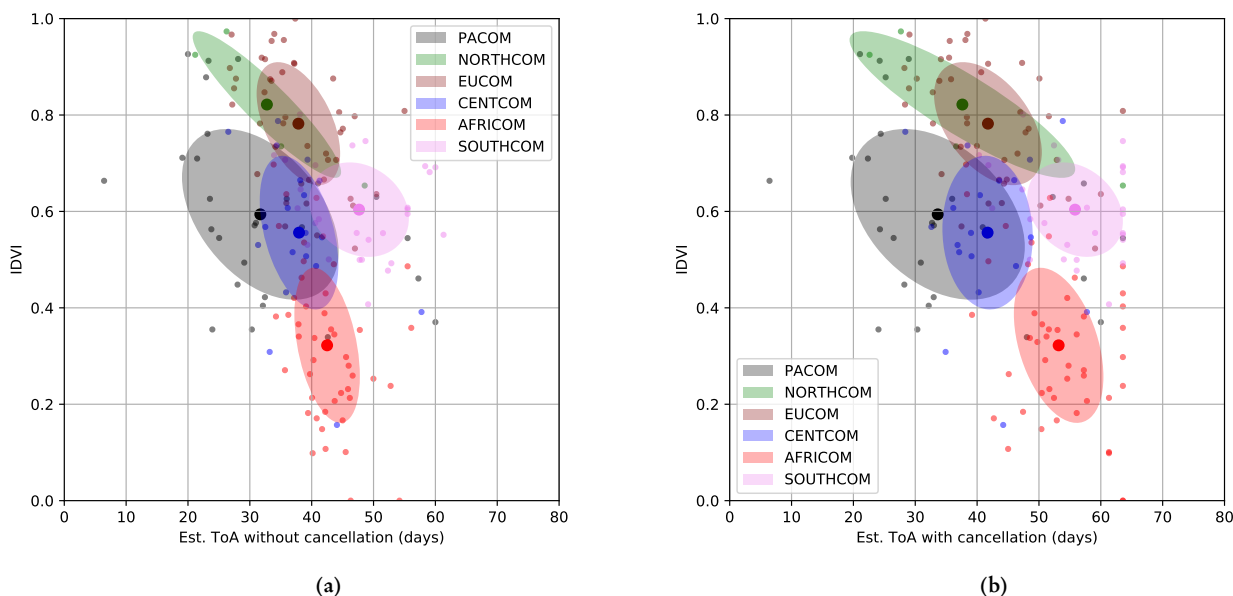 1.0
0.8
0.6
0.4
0.2
0.0
IDVI
0 10 20 30 40 50 60 70 80
Est. ToA without cancellation (days)
PACOM
NORTHCOM
EUCOM
CENTCOM
AFRICOM
SOUTHCOM
(a)
1.0
0.8
0.6
0.4
0.2
0.0
IDVI
0 10 20 30 40 50 60 70 80
Est. ToA with cancellation (days)
PACOM
NORTHCOM
EUCOM
CENTCOM
AFRICOM
SOUTHCOM
(b)